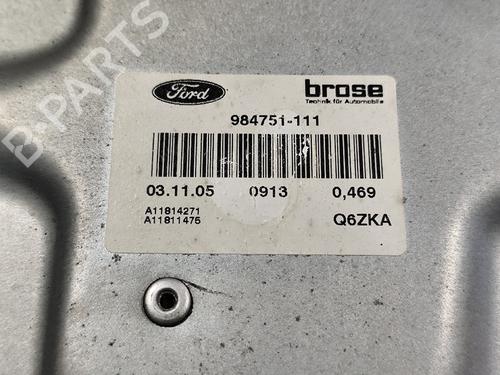 B-PARTS
Ford
brose
Technik für Automobile
984751-111
03.11.05 0913 0,469
A11814271
A11811475 Q6ZKA